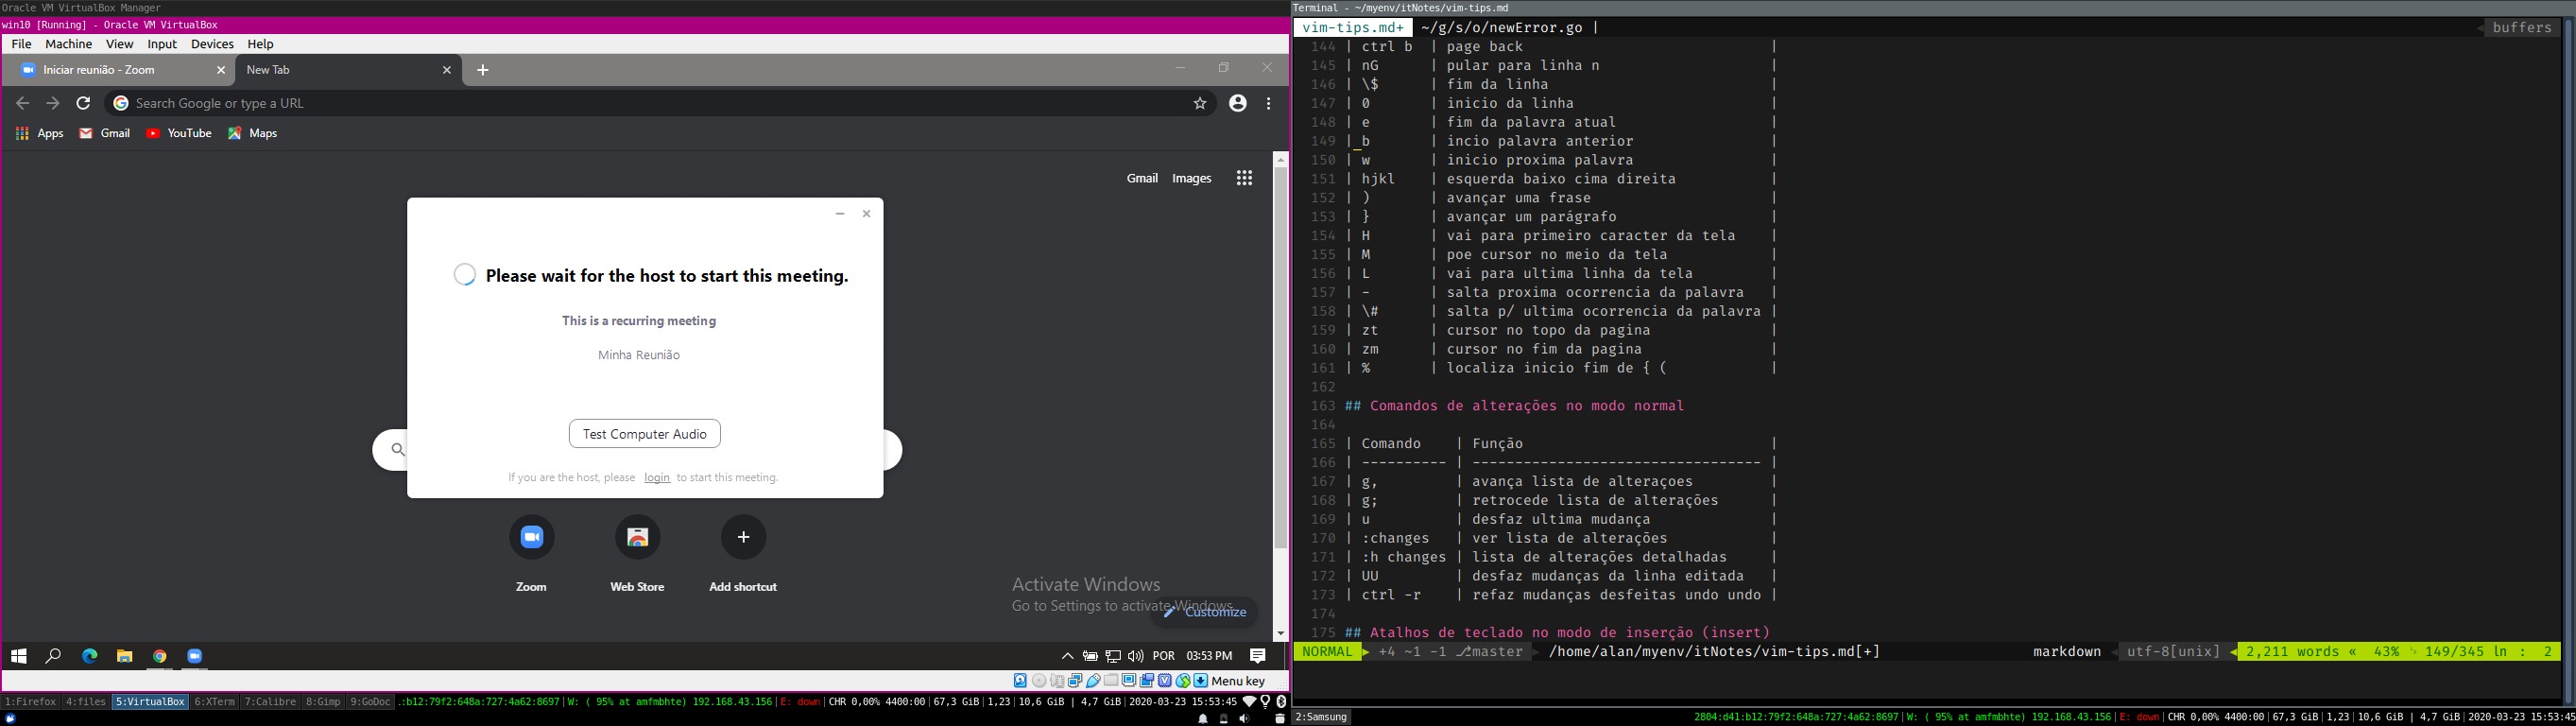 Oracle VM VirtualBox Manager
win10 [Running] - Oracle VM VirtualBox
File Machine View Input Devices Help
Iniciar reunião - Zoom
New Tab
Search Google or type a URL
Apps Gmail YouTube Maps
Gmail Images
Please wait for the host to start this meeting.
This is a recurring meeting
Minha Reunião
Test Computer Audio
If you are the host, please login to start this meeting.
Zoom Web Store Add shortcut
Activate Windows
Go to Settings to activate Windows.
Customize
POR 03:53 PM
Menu key
1:Firefox 4:files 5:VirtualBox 6:XTerm 7:Calibre 8:Gimp 9:GoDoc .:b12:79f2:648a:727:4a62:8697|W: ( 95% at amfmbhte) 192.168.43.156|E: down|CHR 0,00% 4400:00|67,3 GiB|1,23|10,6 GiB | 4,7 GiB|2020-03-23 15:53:45
Terminal - ~/myenv/itNotes/vim-tips.md
vim-tips.md+ ~/g/s/o/newError.go | buffers
144 | ctrl b | page back |
145 | nG | pular para linha n |
146 | \$ | fim da linha |
147 | 0 | inicio da linha |
148 | e | fim da palavra atual |
149 |_b | incio palavra anterior |
150 | w | inicio proxima palavra |
151 | hjkl | esquerda baixo cima direita |
152 | ) | avançar uma frase |
153 | } | avançar um parágrafo |
154 | H | vai para primeiro caracter da tela |
155 | M | poe cursor no meio da tela |
156 | L | vai para ultima linha da tela |
157 | - | salta proxima ocorrencia da palavra |
158 | \# | salta p/ ultima ocorrencia da palavra |
159 | zt | cursor no topo da pagina |
160 | zm | cursor no fim da pagina |
161 | % | localiza inicio fim de { ( |
162
163 ## Comandos de alterações no modo normal
164
165 | Comando | Função |
166 | ---------- | ---------------------------------- |
167 | g, | avança lista de alteraçoes |
168 | g; | retrocede lista de alterações |
169 | u | desfaz ultima mudança |
170 | :changes | ver lista de alterações |
171 | :h changes | lista de alterações detalhadas |
172 | UU | desfaz mudanças da linha editada |
173 | ctrl -r | refaz mudanças desfeitas undo undo |
174
175 ## Atalhos de teclado no modo de inserção (insert)
NORMAL +4 ~1 -1 master /home/alan/myenv/itNotes/vim-tips.md[+] markdown utf-8[unix] 2,211 words « 43% 149/345 ln : 2
2:Samsung 2804:d41:b12:79f2:648a:727:4a62:8697|W: ( 95% at amfmbhte) 192.168.43.156|E: down|CHR 0,00% 4400:00|67,3 GiB|1,23|10,6 GiB | 4,7 GiB|2020-03-23 15:53:4